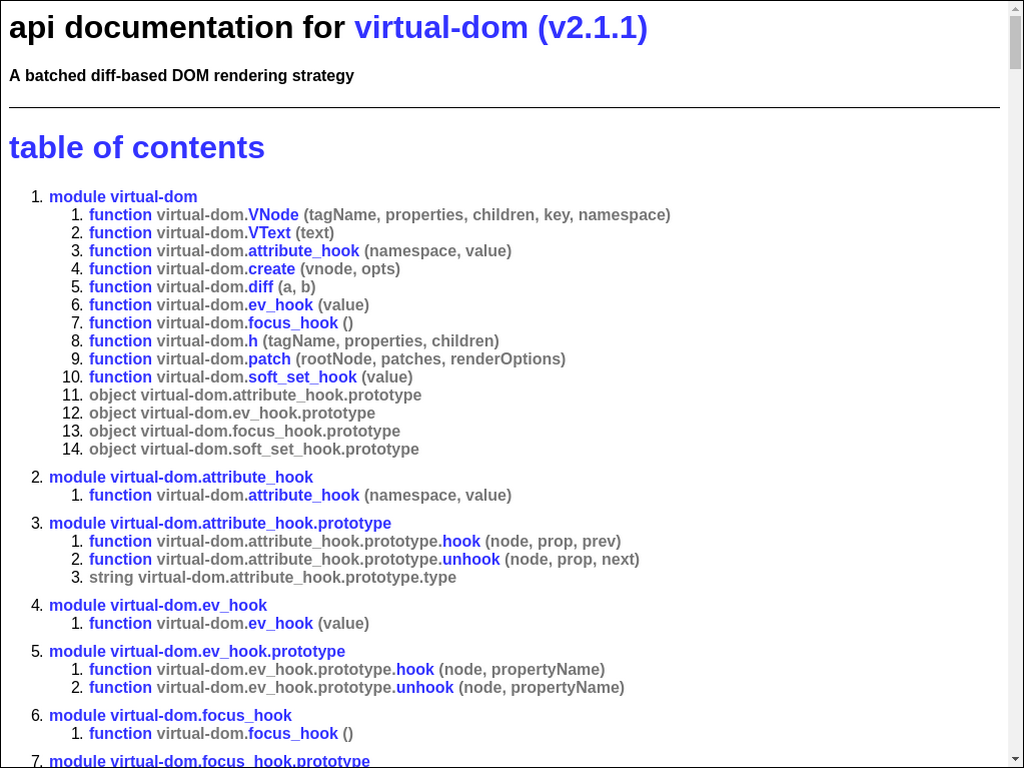 api documentation for virtual-dom (v2.1.1)
A batched diff-based DOM rendering strategy
table of contents
1. module virtual-dom
1. function virtual-dom.VNode (tagName, properties, children, key, namespace)
2. function virtual-dom.VText (text)
3. function virtual-dom.attribute_hook (namespace, value)
4. function virtual-dom.create (vnode, opts)
5. function virtual-dom.diff (a, b)
6. function virtual-dom.ev_hook (value)
7. function virtual-dom.focus_hook ()
8. function virtual-dom.h (tagName, properties, children)
9. function virtual-dom.patch (rootNode, patches, renderOptions)
10. function virtual-dom.soft_set_hook (value)
11. object virtual-dom.attribute_hook.prototype
12. object virtual-dom.ev_hook.prototype
13. object virtual-dom.focus_hook.prototype
14. object virtual-dom.soft_set_hook.prototype
2. module virtual-dom.attribute_hook
1. function virtual-dom.attribute_hook (namespace, value)
3. module virtual-dom.attribute_hook.prototype
1. function virtual-dom.attribute_hook.prototype.hook (node, prop, prev)
2. function virtual-dom.attribute_hook.prototype.unhook (node, prop, next)
3. string virtual-dom.attribute_hook.prototype.type
4. module virtual-dom.ev_hook
1. function virtual-dom.ev_hook (value)
5. module virtual-dom.ev_hook.prototype
1. function virtual-dom.ev_hook.prototype.hook (node, propertyName)
2. function virtual-dom.ev_hook.prototype.unhook (node, propertyName)
6. module virtual-dom.focus_hook
1. function virtual-dom.focus_hook ()
7. module virtual-dom.focus_hook.prototype